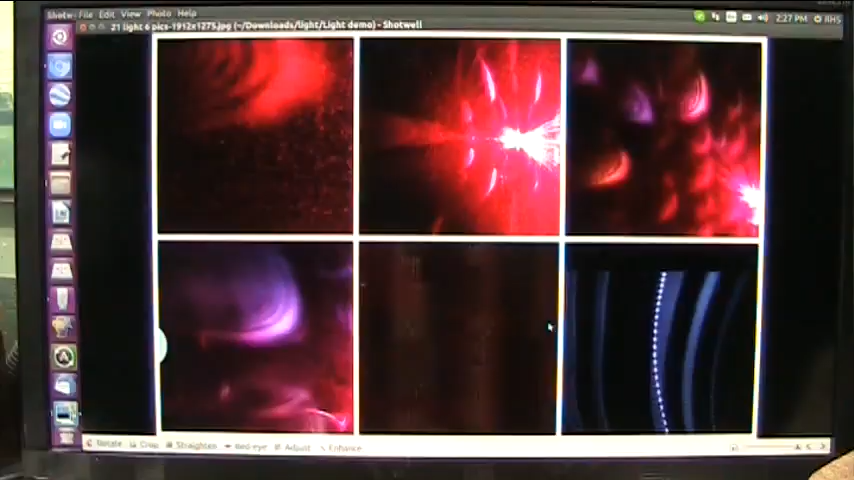 Shotw File Edit View Photo Help
2:27 PM RHS
21 light 6 pics-1912x1275.jpg (~/Downloads/light/Light demo) - Shotwell
Rotate Crop Straighten Red-eye Adjust Enhance